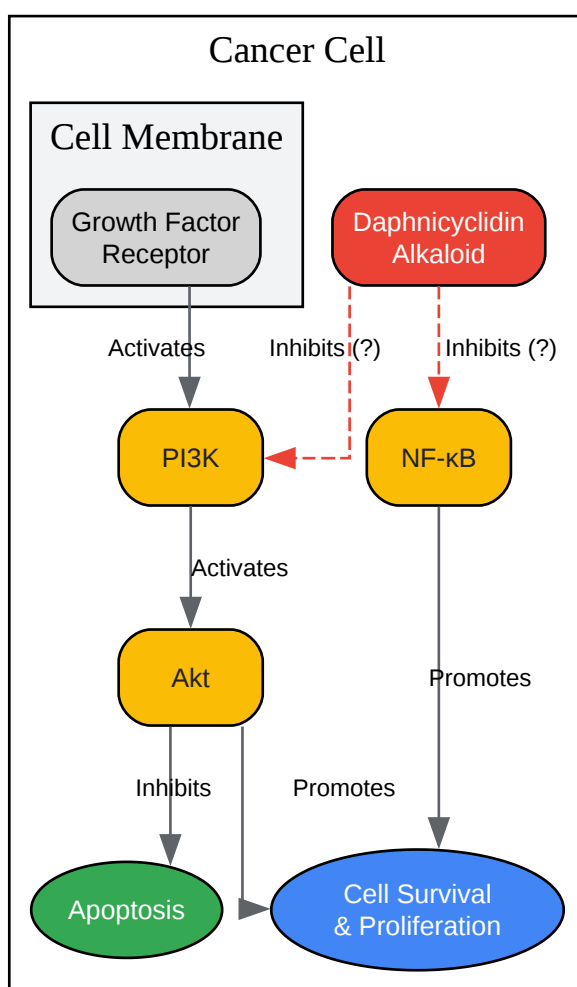 Cancer Cell
Cell Membrane
Growth Factor
Receptor
Daphnicyclidin
Alkaloid
Activates
Inhibits (?)
Inhibits (?)
PI3K
NF-κB
Activates
Akt
Promotes
Inhibits
Promotes
Apoptosis
Cell Survival
& Proliferation